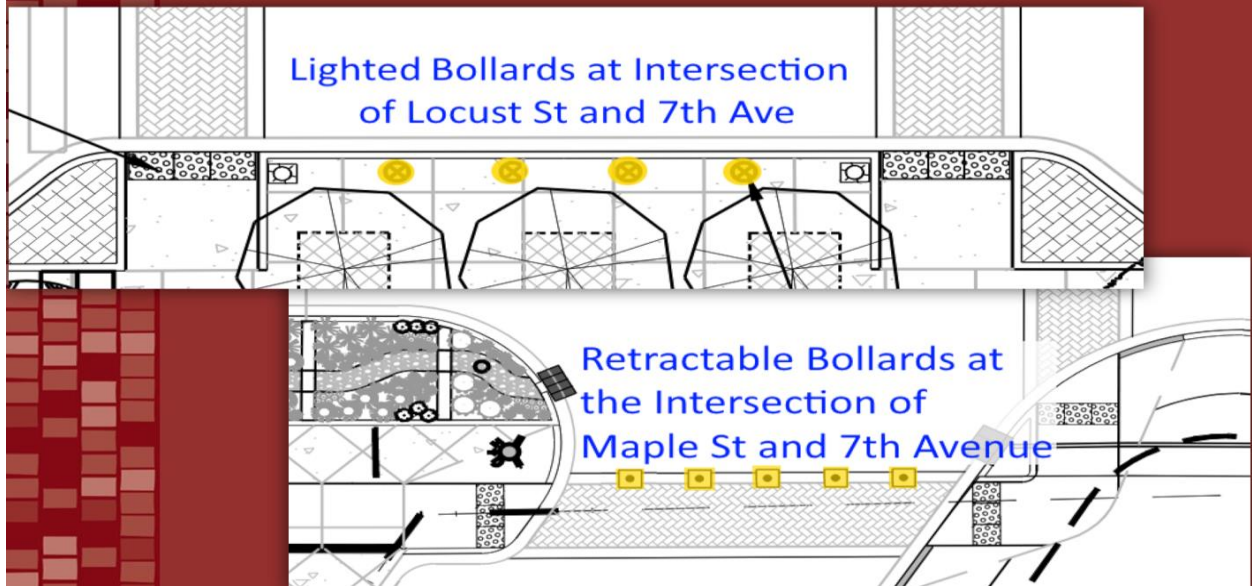 Lighted Bollards at Intersection
of Locust St and 7th Ave
Retractable Bollards at
the Intersection of
Maple St and 7th Avenue